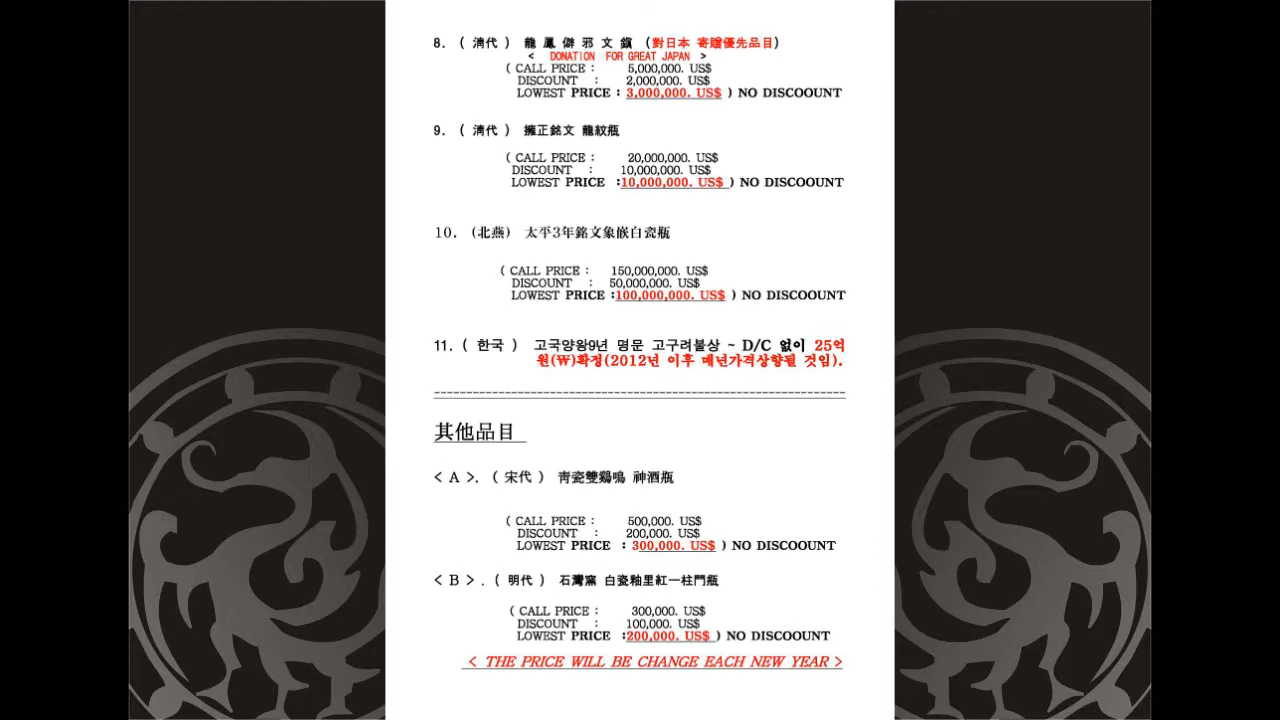 8. ( 淸代 ) 龍 鳳 僻 邪 文 鎭 (對日本 寄贈優先品目)
< DONATION FOR GREAT JAPAN >
( CALL PRICE : 5,000,000. US$
DISCOUNT : 2,000,000. US$
LOWEST PRICE : 3,000,000. US$ ) NO DISCOOUNT
9. ( 淸代 ) 擁正銘文 龍紋瓶
( CALL PRICE : 20,000,000. US$
DISCOUNT : 10,000,000. US$
LOWEST PRICE :10,000,000. US$ ) NO DISCOOUNT
10. (北燕) 太平3年銘文象嵌白瓷瓶
( CALL PRICE : 150,000,000. US$
DISCOUNT : 50,000,000. US$
LOWEST PRICE :100,000,000. US$ ) NO DISCOOUNT
11. ( 한국 ) 고국양왕9년 명문 고구려불상 ~ D/C 없이 25억
원(₩)확정(2012년 이후 매년가격상향될 것임).
其他品目
< A >. ( 宋代 ) 靑瓷雙鷄鳴 神酒瓶
( CALL PRICE : 500,000. US$
DISCOUNT : 200,000. US$
LOWEST PRICE : 300,000. US$ ) NO DISCOOUNT
< B > . ( 明代 ) 石灣窯 白瓷釉里紅一柱門瓶
( CALL PRICE : 300,000. US$
DISCOUNT : 100,000. US$
LOWEST PRICE :200,000. US$ ) NO DISCOOUNT
< THE PRICE WILL BE CHANGE EACH NEW YEAR >